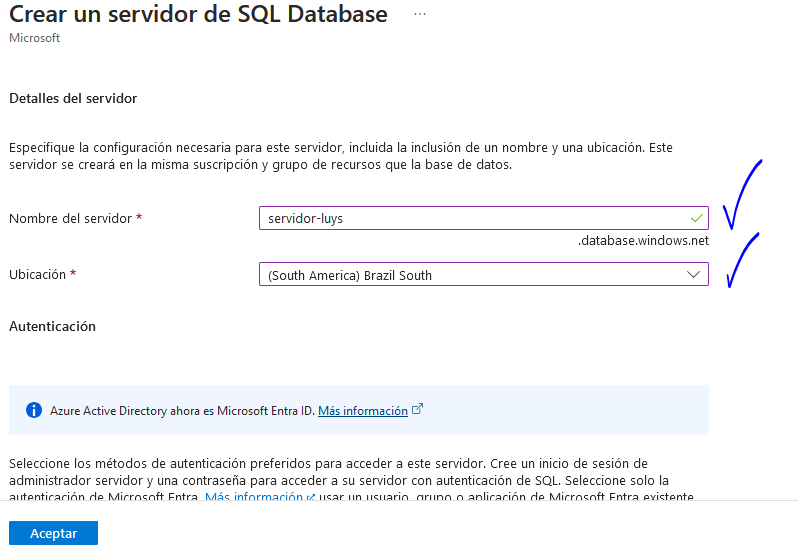 Crear un servidor de SQL Database ...
Microsoft
Detalles del servidor
Especifique la configuración necesaria para este servidor, incluida la inclusión de un nombre y una ubicación. Este
servidor se creará en la misma suscripción y grupo de recursos que la base de datos.
Nombre del servidor * servidor-luys
.database.windows.net
Ubicación * (South America) Brazil South
Autenticación
Azure Active Directory ahora es Microsoft Entra ID. Más información
Seleccione los métodos de autenticación preferidos para acceder a este servidor. Cree un inicio de sesión de
administrador servidor y una contraseña para acceder a su servidor con autenticación de SQL. Seleccione solo la
autenticación de Microsoft Entra. Más información usar un usuario, grupo o aplicación de Microsoft Entra existente
Aceptar